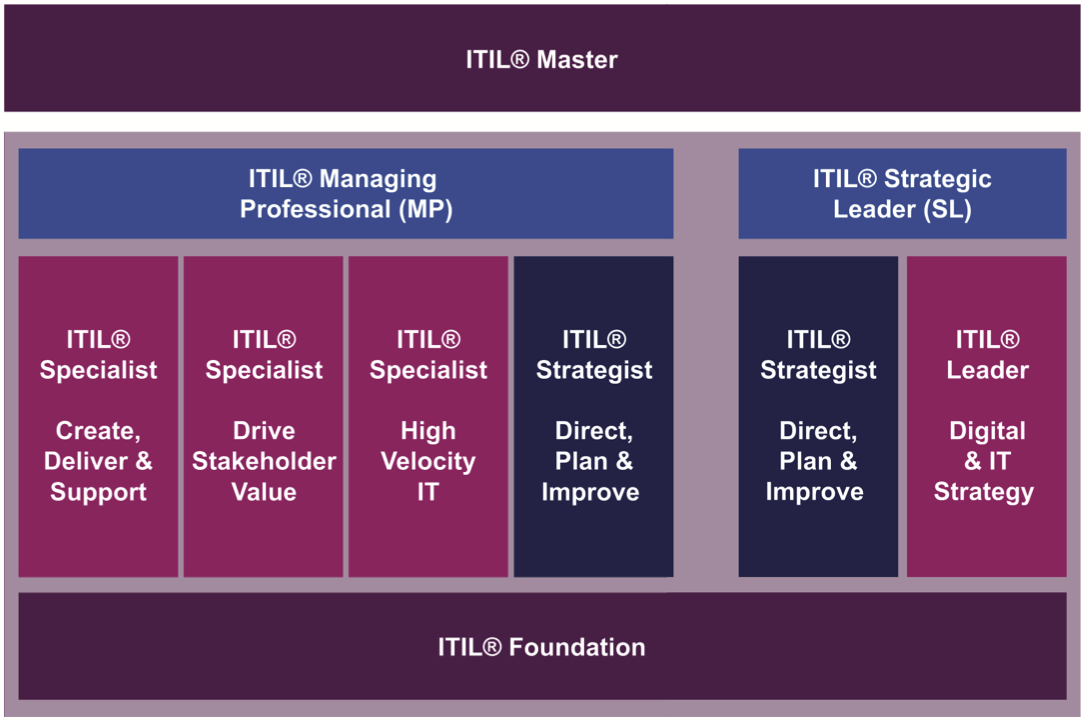 ITIL® Master
ITIL® Managing
Professional (MP)
ITIL® Strategic
Leader (SL)
ITIL®
Specialist
Create,
Deliver &
Support
ITIL®
Specialist
Drive
Stakeholder
Value
ITIL®
Specialist
High
Velocity
IT
ITIL®
Strategist
Direct,
Plan &
Improve
ITIL®
Strategist
Direct,
Plan &
Improve
ITIL®
Leader
Digital
& IT
Strategy
ITIL® Foundation